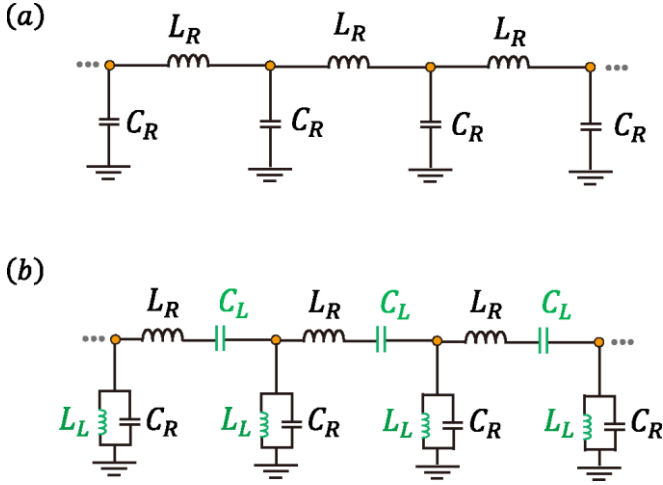 (a)
L_R L_R L_R
C_R C_R C_R C_R
(b)
L_R C_L L_R C_L L_R C_L
L_L C_R L_L C_R L_L C_R L_L C_R